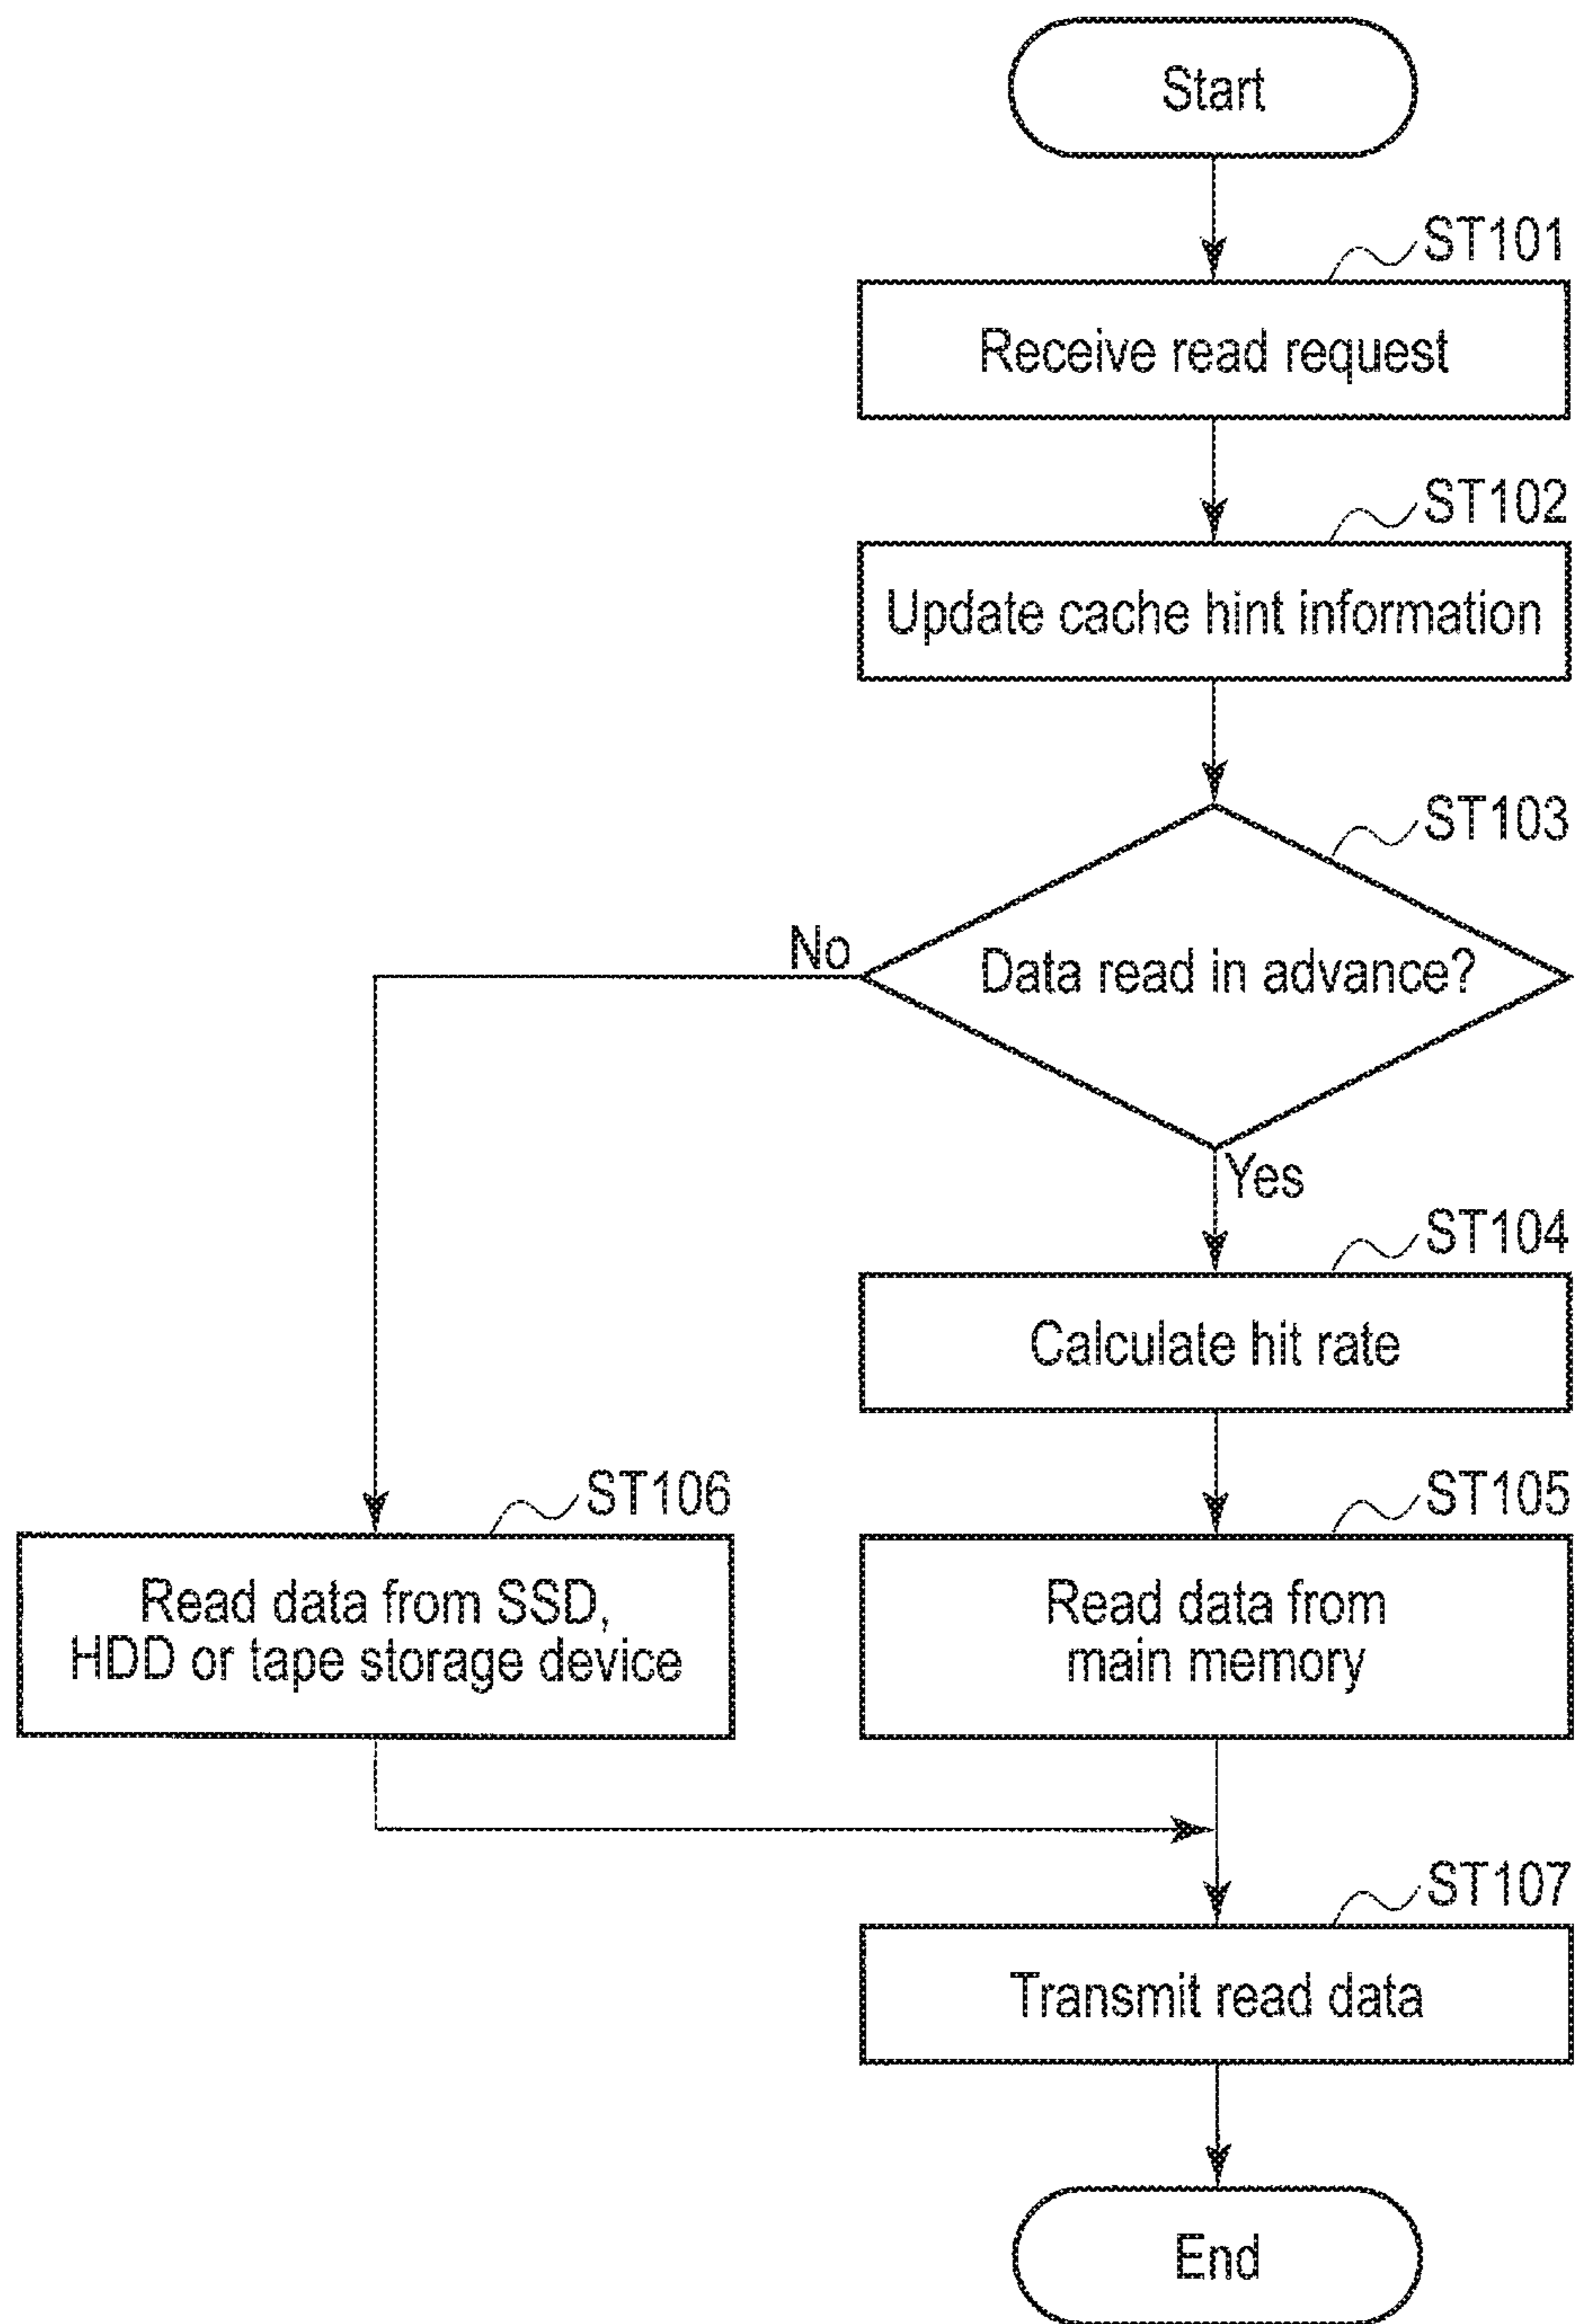 Start
ST101
Receive read request
ST102
Update cache hint information
ST103
No
Data read in advance?
Yes
ST104
Calculate hit rate
ST106
ST105
Read data from SSD,
HDD or tape storage device
Read data from
main memory
ST107
Transmit read data
End